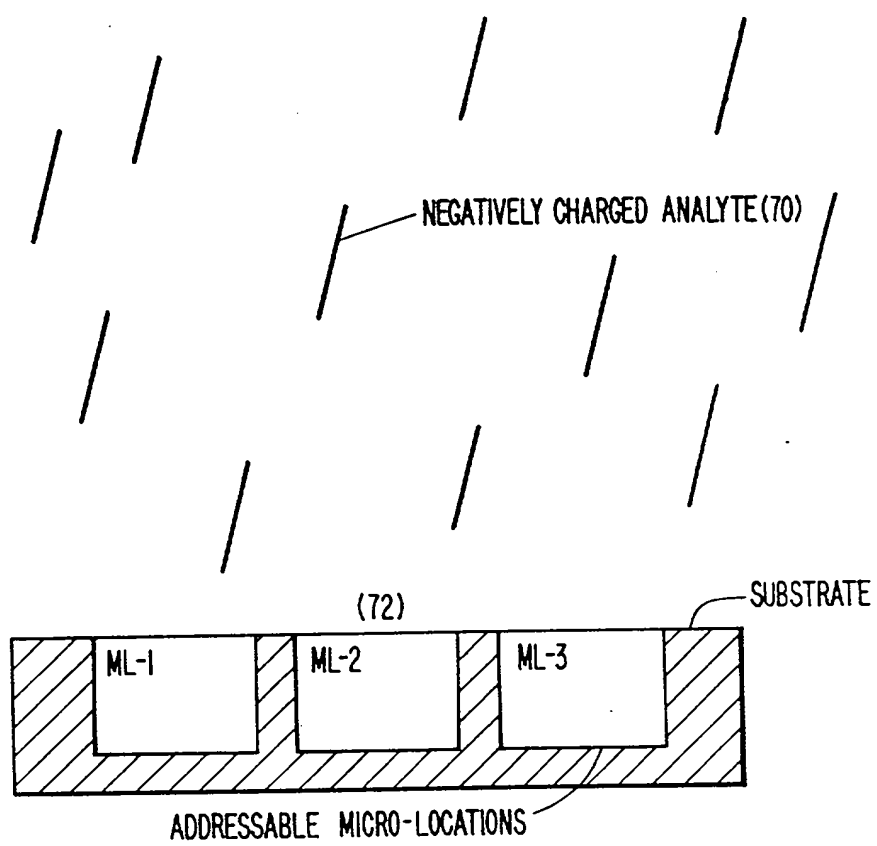 NEGATIVELY CHARGED ANALYTE(70)
(72)
SUBSTRATE
ML-1
ML-2
ML-3
ADDRESSABLE MICRO-LOCATIONS